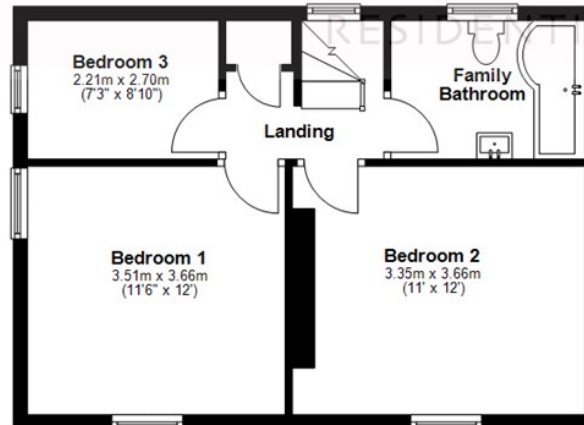 RESIDENTI
Bedroom 3
2.21m x 2.70m
(7'3" x 8'10")
Family
Bathroom
Landing
Bedroom 1
3.51m x 3.66m
(11'6" x 12')
Bedroom 2
3.35m x 3.66m
(11' x 12')